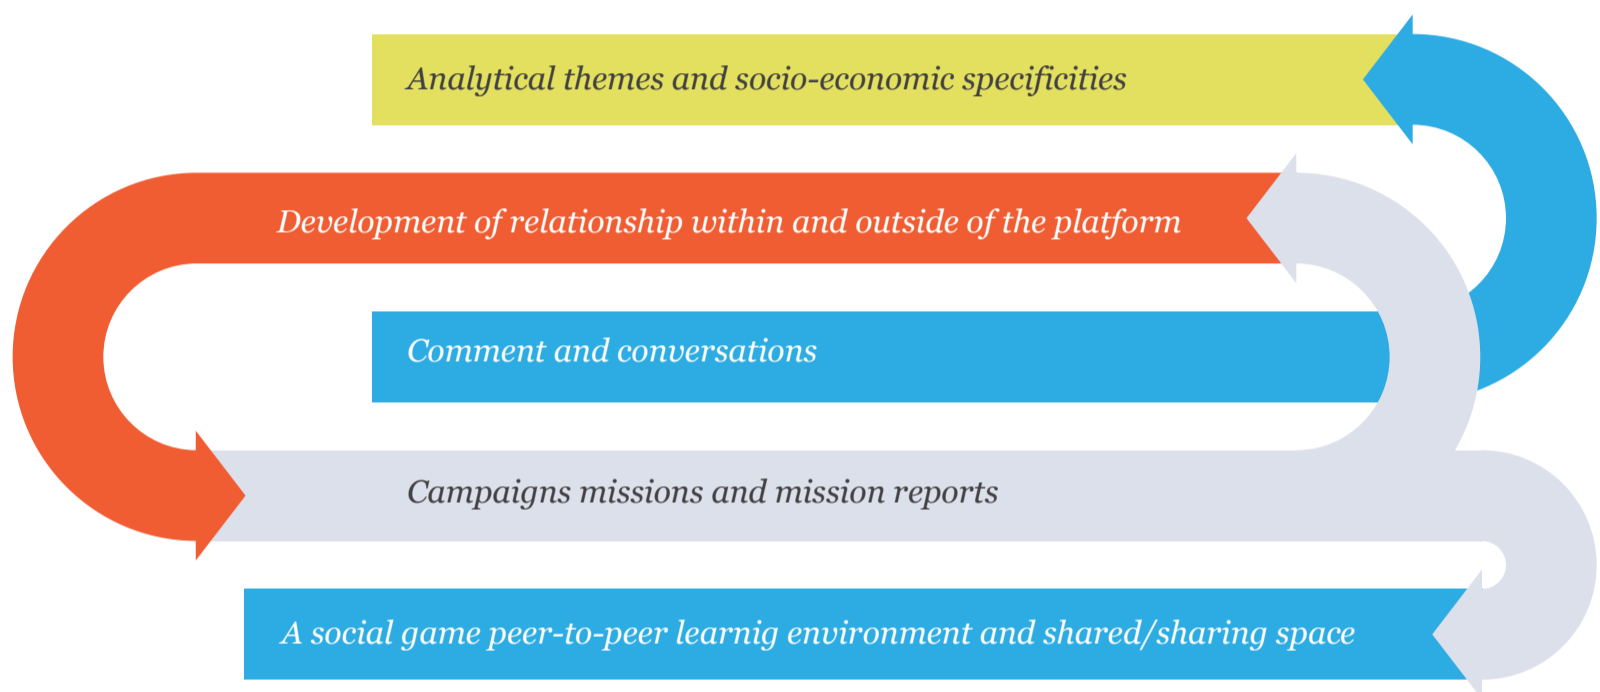 Analytical themes and socio-economic specificities
Development of relationship within and outside of the platform
Comment and conversations
Campaigns missions and mission reports
A social game peer-to-peer learnig environment and shared/sharing space